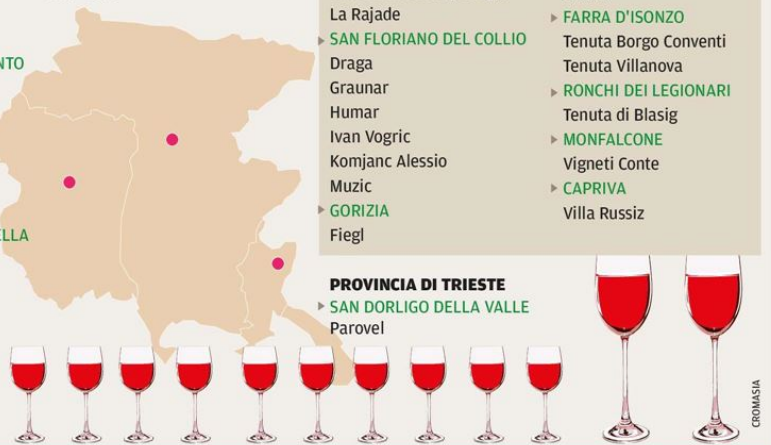 NTO
ELLA
La Rajade
SAN FLORIANO DEL COLLIO
Draga
Graunar
Humar
Ivan Vogric
Komjanc Alessio
Muzic
GORIZIA
Fiegl
FARRA D'ISONZO
Tenuta Borgo Conventi
Tenuta Villanova
RONCHI DEI LEGIONARI
Tenuta di Blasig
MONFALCONE
Vigneti Conte
CAPRIVA
Villa Russiz
PROVINCIA DI TRIESTE
SAN DORLIGO DELLA VALLE
Parovel
CROMASIA